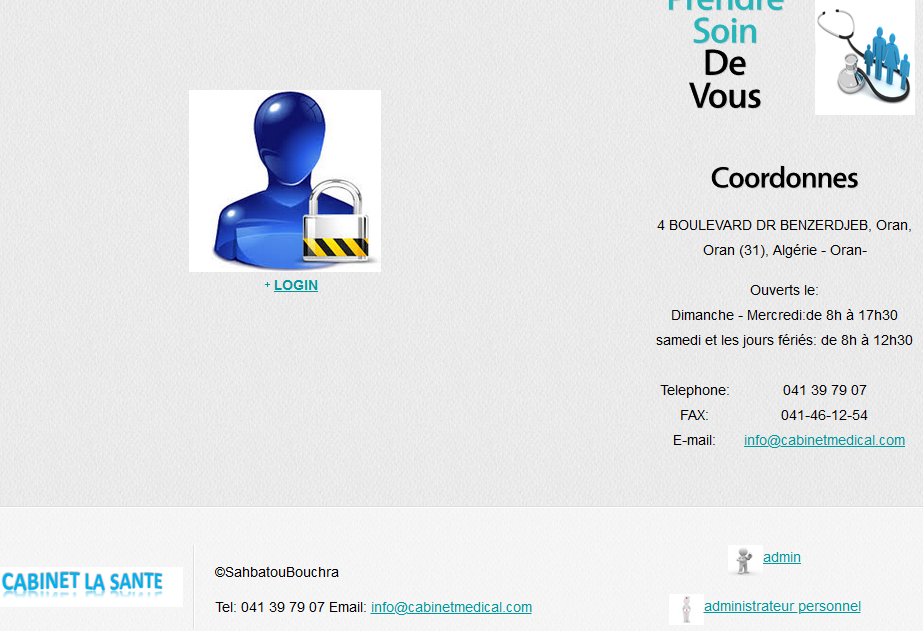 Prendre
Soin
De
Vous
+ LOGIN
Coordonnes
4 BOULEVARD DR BENZERDJEB, Oran,
Oran (31), Algérie - Oran-
Ouverts le:
Dimanche - Mercredi:de 8h à 17h30
samedi et les jours fériés: de 8h à 12h30
Telephone: 041 39 79 07
FAX: 041-46-12-54
E-mail: info@cabinetmedical.com
CABINET LA SANTE
©SahbatouBouchra
Tel: 041 39 79 07 Email: info@cabinetmedical.com
admin
administrateur personnel